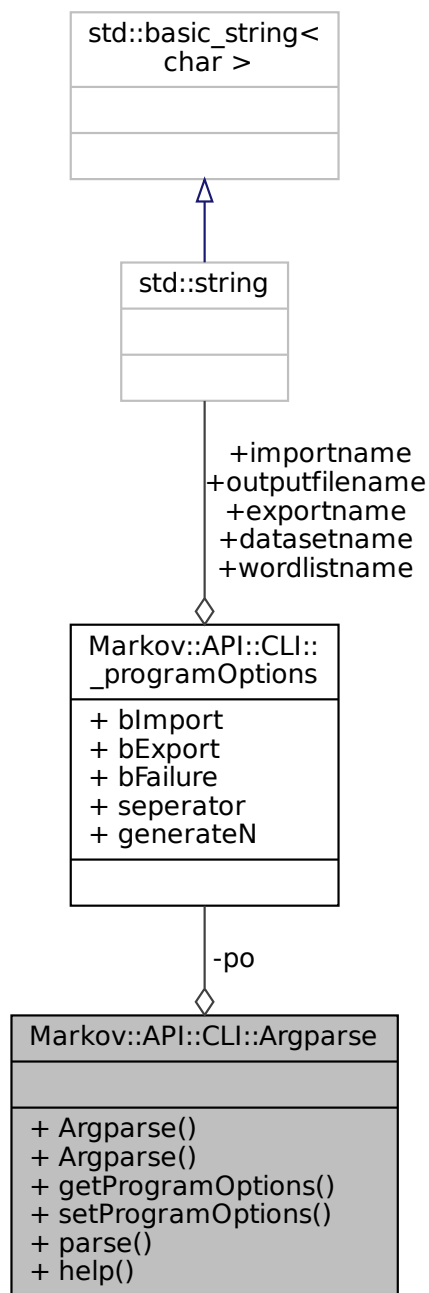 std::basic_string<
char >
std::string
+importname
+outputfilename
+exportname
+datasetname
+wordlistname
Markov::API::CLI::
_programOptions
+ bImport
+ bExport
+ bFailure
+ seperator
+ generateN
-po
Markov::API::CLI::Argparse
+ Argparse()
+ Argparse()
+ getProgramOptions()
+ setProgramOptions()
+ parse()
+ help()